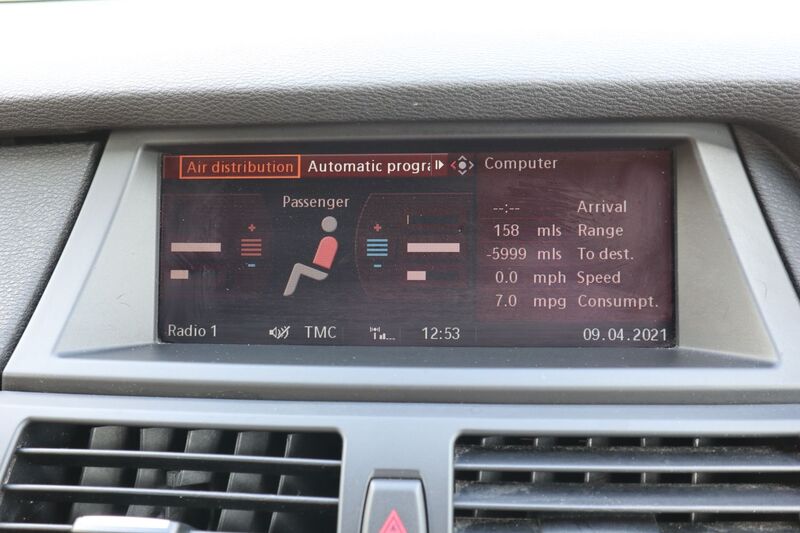 Air distribution Automatic progra Computer
Passenger
--:-- Arrival
158 mls Range
-5999 mls To dest.
0.0 mph Speed
7.0 mpg Consumpt.
Radio 1 TMC 12:53 09.04.2021